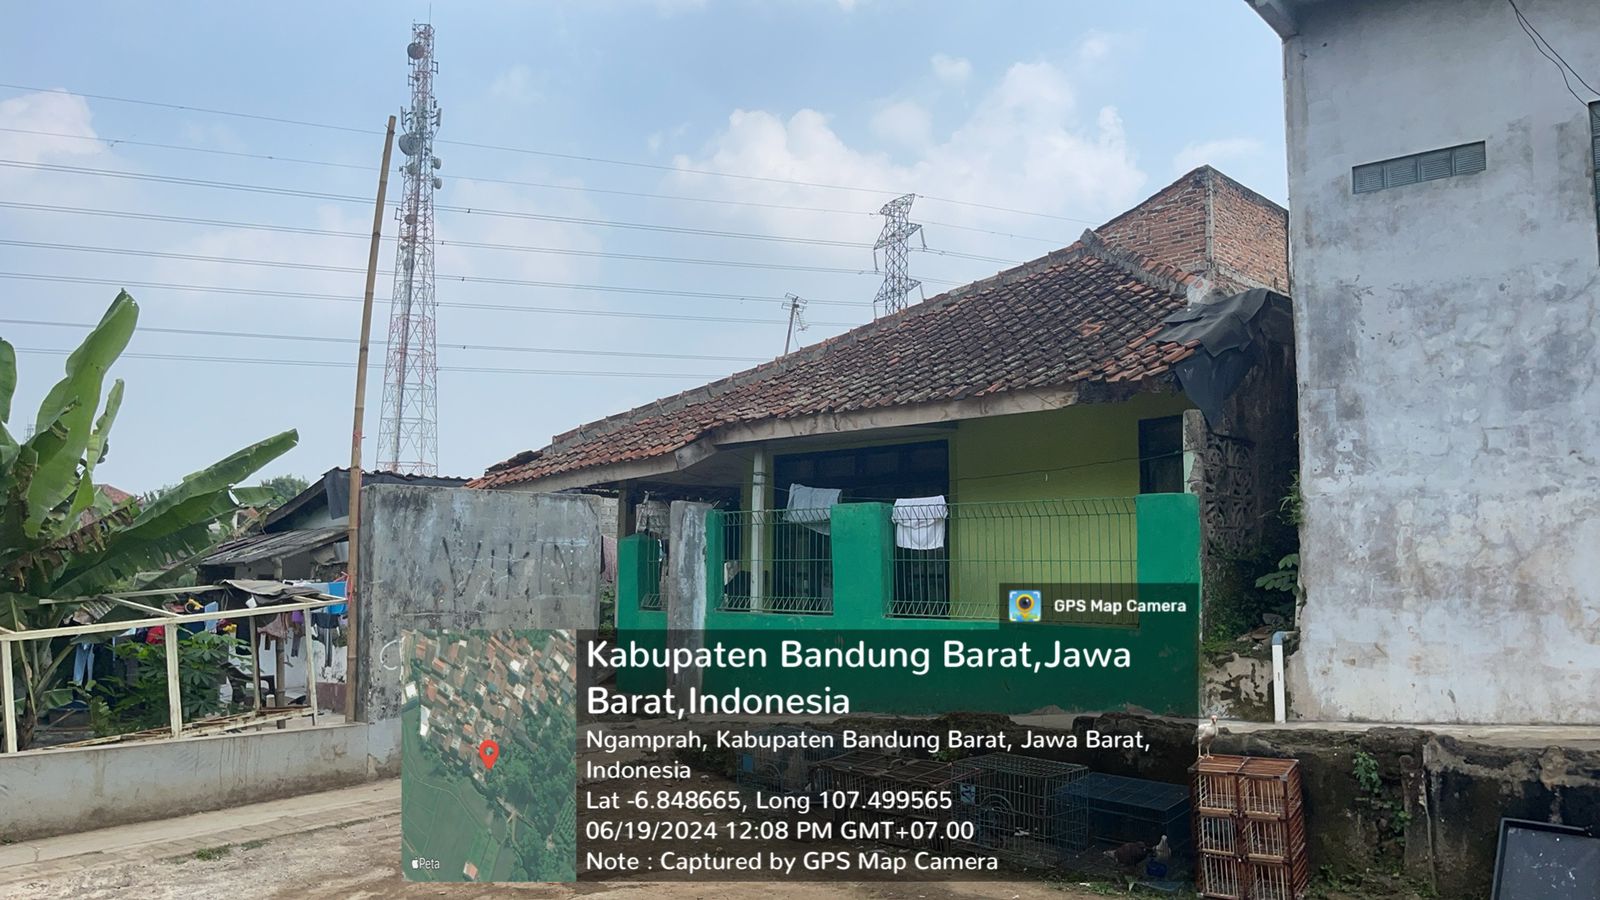 GPS Map Camera
Kabupaten Bandung Barat,Jawa
Barat,Indonesia
Ngamprah, Kabupaten Bandung Barat, Jawa Barat,
Indonesia
Lat -6.848665, Long 107.499565
06/19/2024 12:08 PM GMT+07.00
Note : Captured by GPS Map Camera
Peta